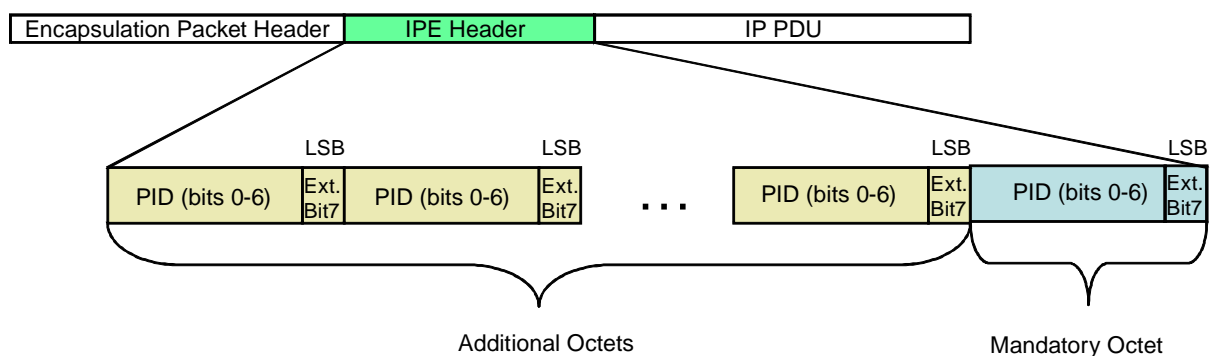 Encapsulation Packet Header IPE Header IP PDU
LSB LSB LSB LSB
PID (bits 0-6) Ext. Bit7 PID (bits 0-6) Ext. Bit7 ... PID (bits 0-6) Ext. Bit7 PID (bits 0-6) Ext. Bit7
Additional Octets Mandatory Octet